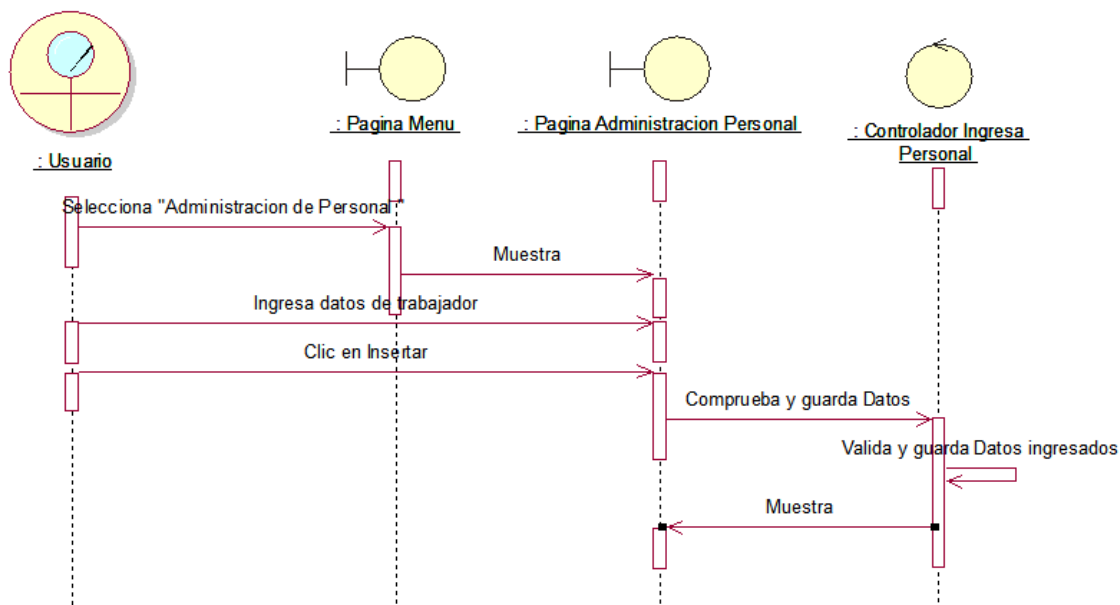 : Pagina Menu
: Pagina Administracion Personal
: Controlador Ingresa
Personal
: Usuario
Selecciona "Administracion de Personal "
Muestra
Ingresa datos de trabajador
Clic en Insertar
Comprueba y guarda Datos
Valida y guarda Datos ingresados
Muestra